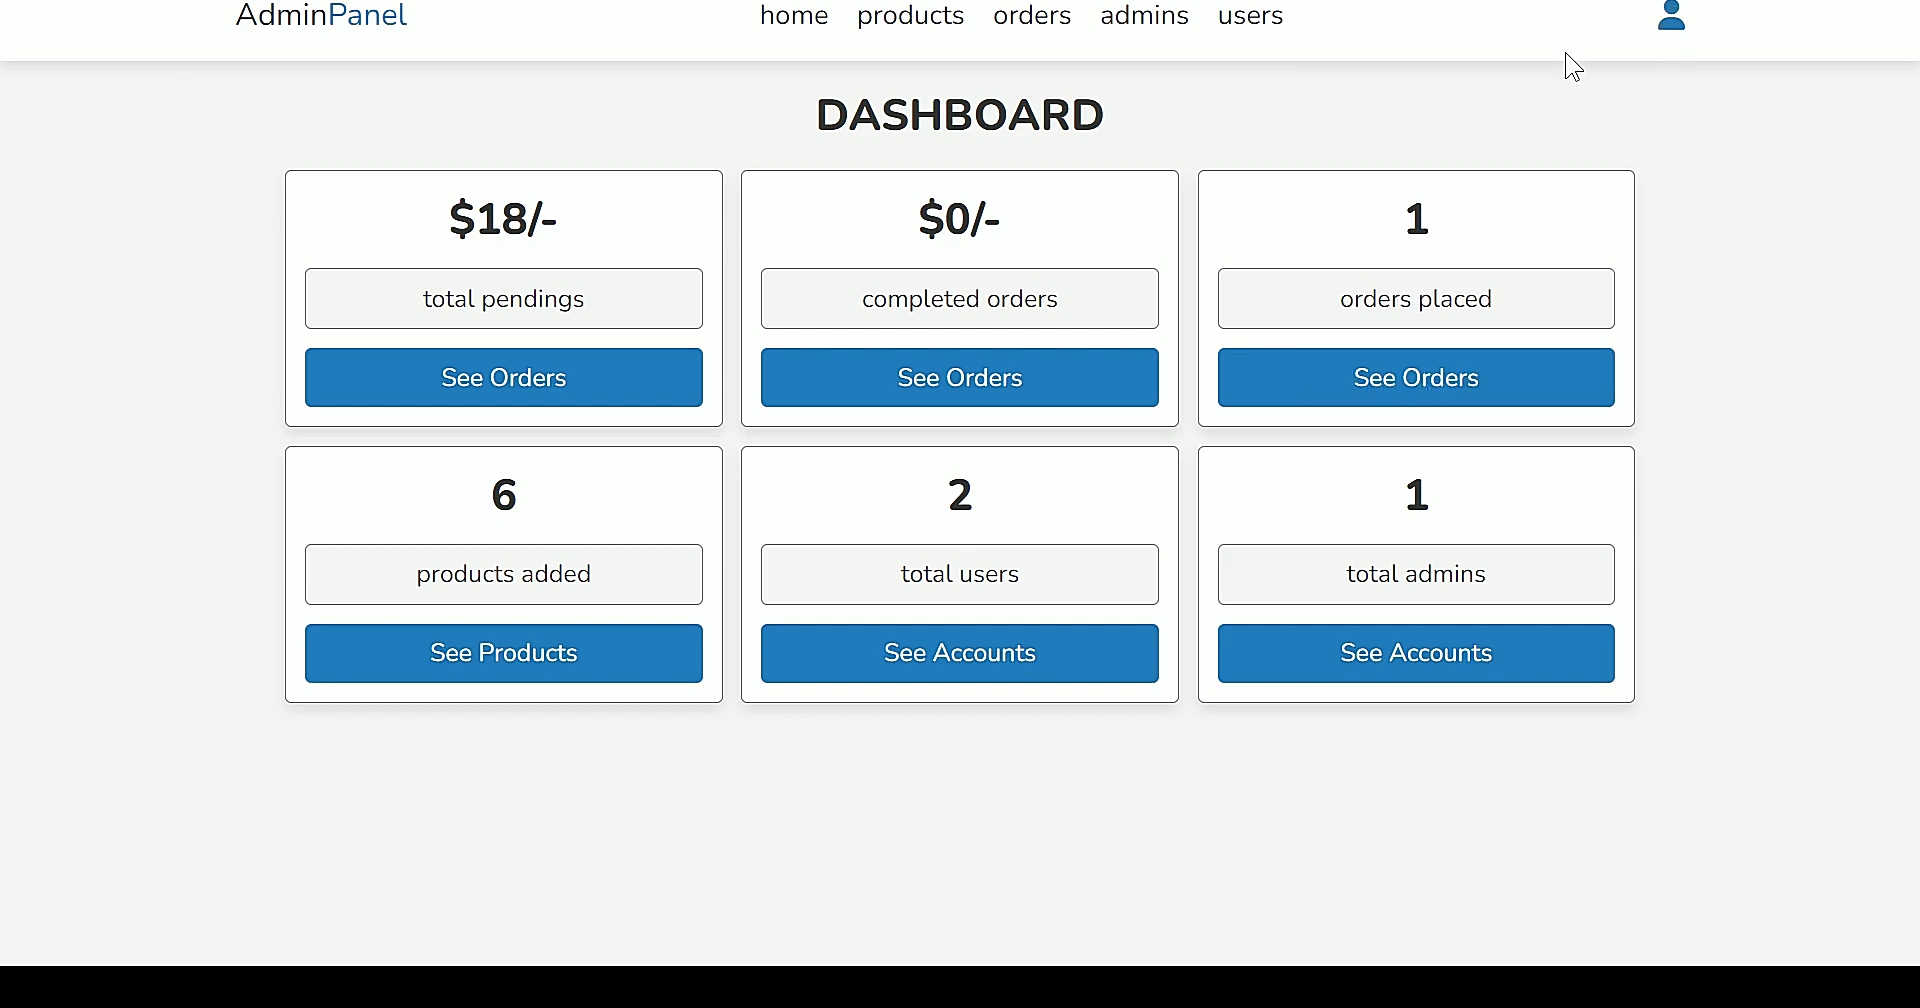 AdminPanel home products orders admins users
DASHBOARD
$18/- $0/- 1
total pendings completed orders orders placed
See Orders See Orders See Orders
6 2 1
products added total users total admins
See Products See Accounts See Accounts